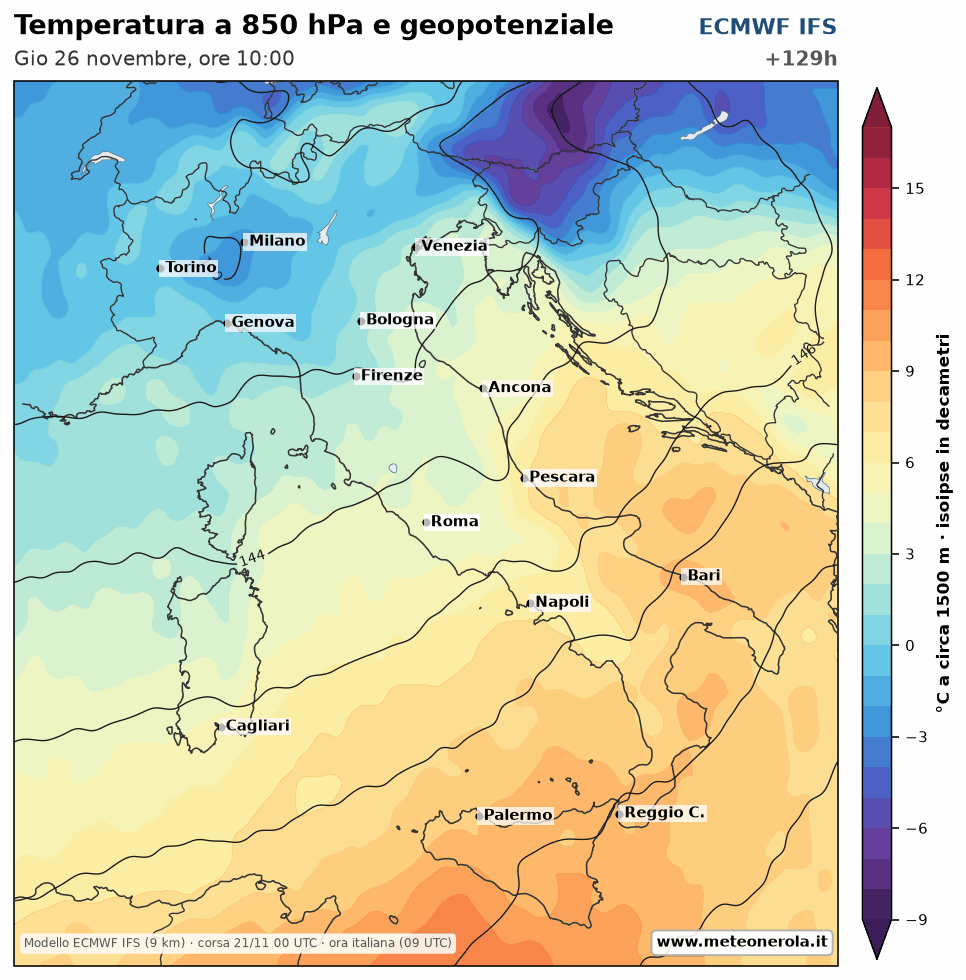 Temperatura a 850 hPa e geopotenziale
ECMWF IFS
Gio 26 novembre, ore 10:00
+129h
Milano
Venezia
Torino
Genova
Bologna
146
Firenze
Ancona
Pescara
Roma
144
Bari
Napoli
Cagliari
Palermo
Reggio C.
Modello ECMWF IFS (9 km) · corsa 21/11 00 UTC · ora italiana (09 UTC)
www.meteonerola.it
15
12
9
6
3
0
−3
−6
−9
°C a circa 1500 m · isoipse in decametri